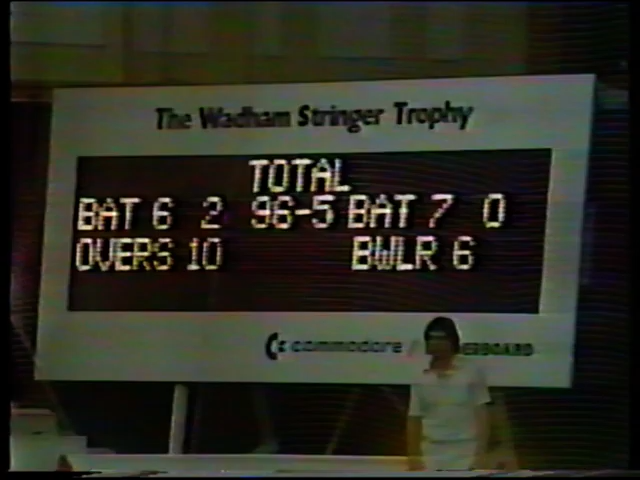 The Wadham Stringer Trophy
TOTAL
BAT 6 2 96-5 BAT 7 0
OVERS 10 BWLR 6
commodore